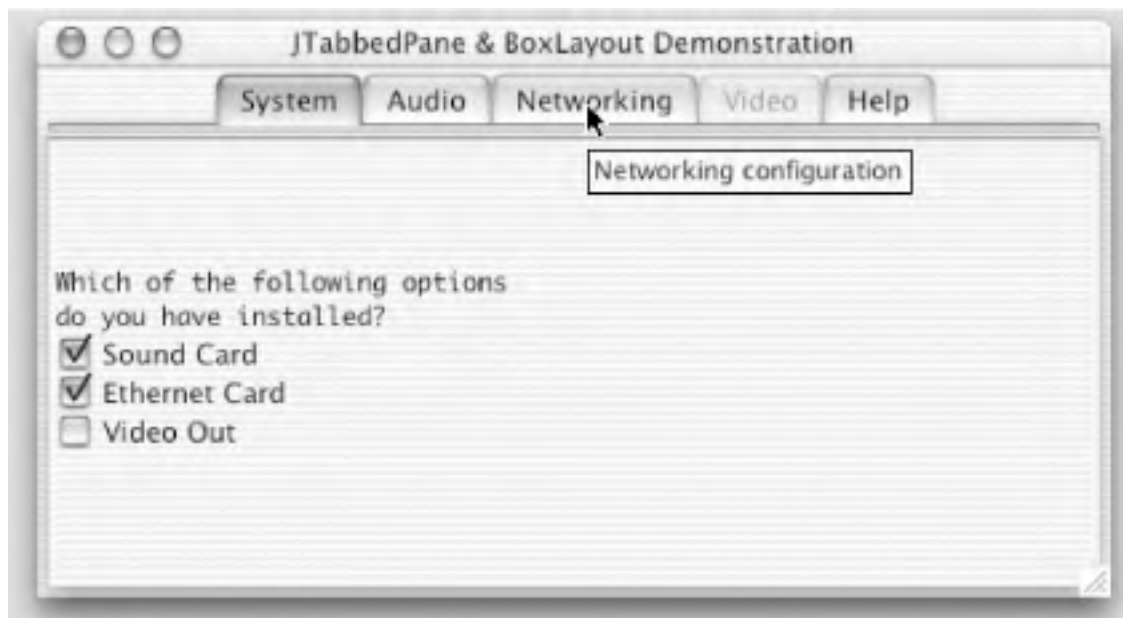 JTabbedPane & BoxLayout Demonstration
System Audio Networking Video Help
Networking configuration
Which of the following options
do you have installed?
Sound Card
Ethernet Card
Video Out